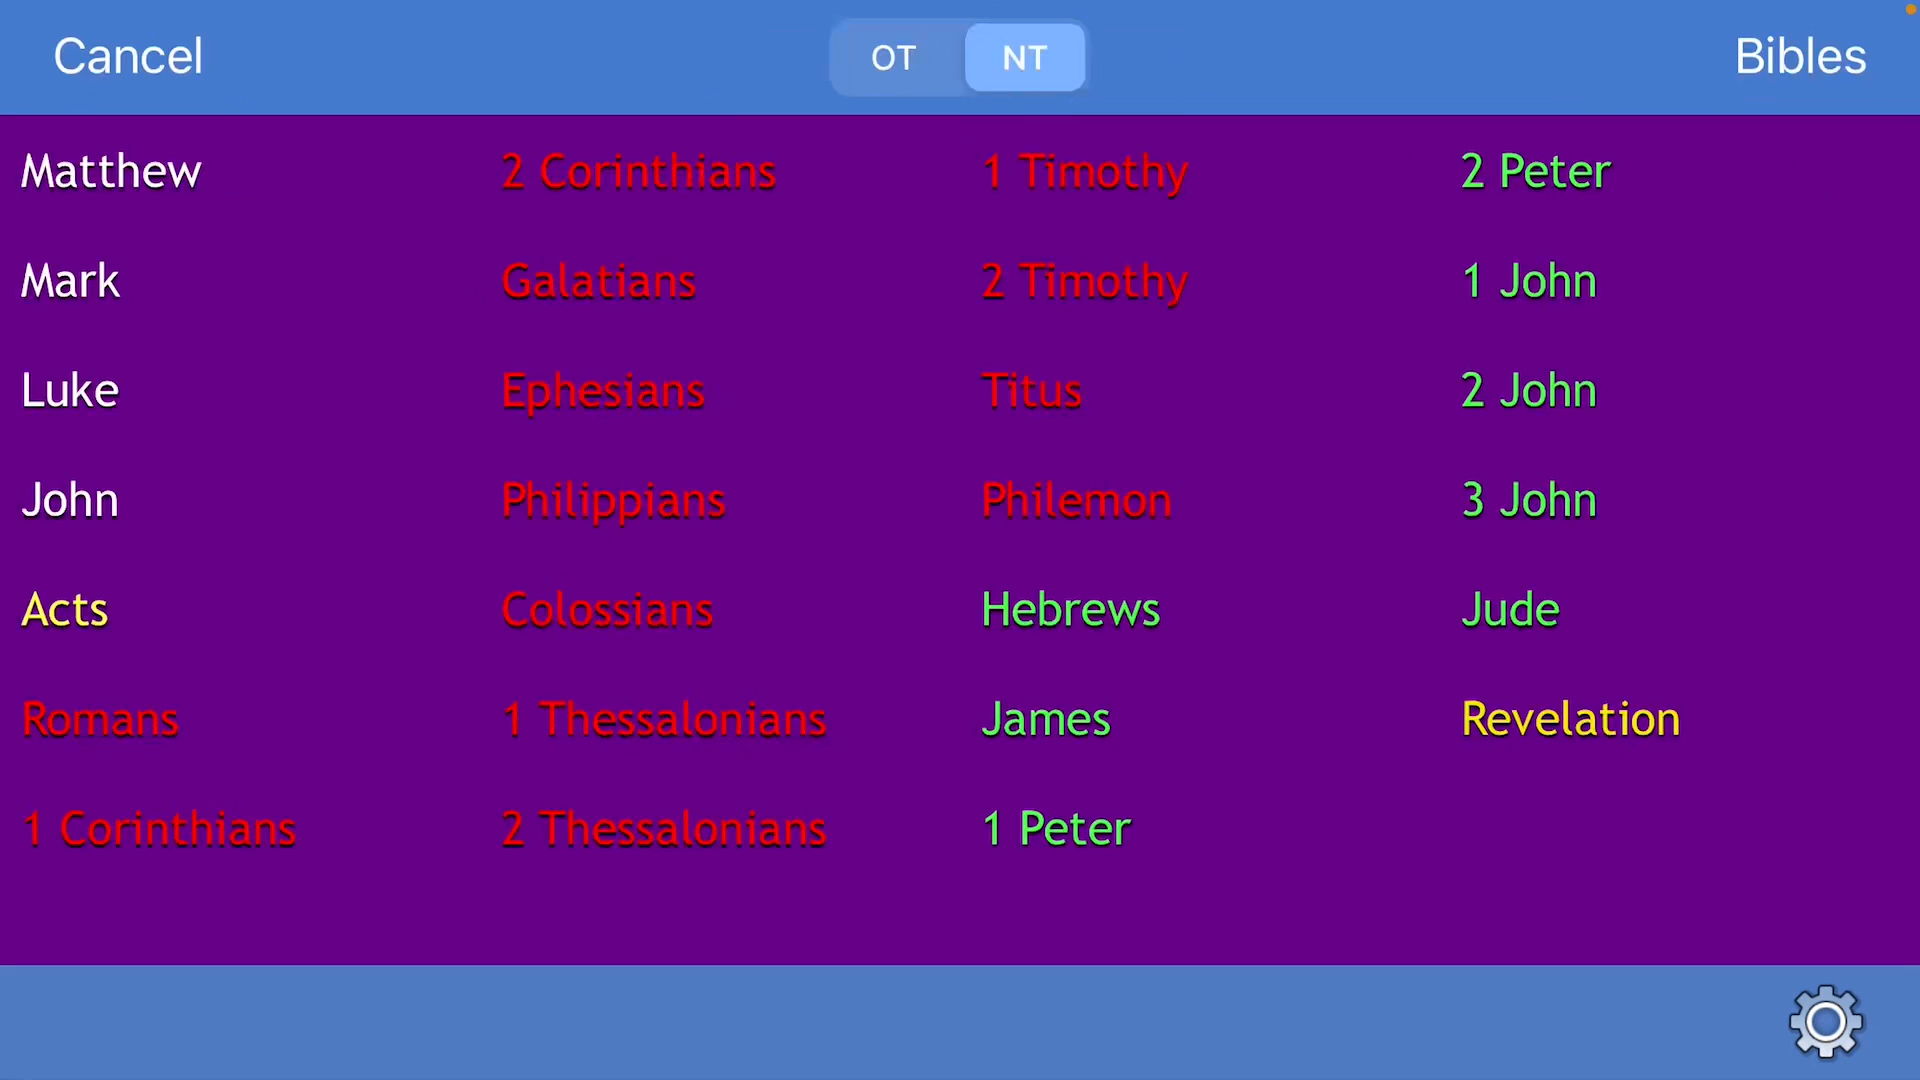 Cancel
OT
NT
Bibles
Matthew
Mark
Luke
John
Acts
Romans
1 Corinthians
2 Corinthians
Galatians
Ephesians
Philippians
Colossians
1 Thessalonians
2 Thessalonians
1 Timothy
2 Timothy
Titus
Philemon
Hebrews
James
1 Peter
2 Peter
1 John
2 John
3 John
Jude
Revelation